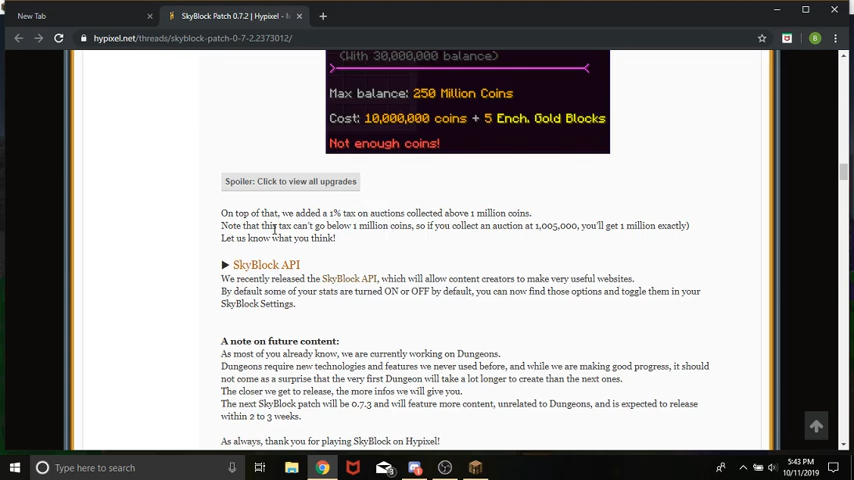 New Tab
SkyBlock Patch 0.7.2 | Hypixel - M
hypixel.net/threads/skyblock-patch-0-7-2.2373012/
B
(With 30,000,000 balance)
Max balance: 250 Million Coins
Cost: 10,000,000 coins + 5 Ench. Gold Blocks
Not enough coins!
Spoiler: Click to view all upgrades
On top of that, we added a 1% tax on auctions collected above 1 million coins.
Note that this tax can't go below 1 million coins, so if you collect an auction at 1,005,000, you'll get 1 million exactly)
Let us know what you think!
▶ SkyBlock API
We recently released the SkyBlock API, which will allow content creators to make very useful websites.
By default some of your stats are turned ON or OFF by default, you can now find those options and toggle them in your
SkyBlock Settings.
A note on future content:
As most of you already know, we are currently working on Dungeons.
Dungeons require new technologies and features we never used before, and while we are making good progress, it should
not come as a surprise that the very first Dungeon will take a lot longer to create than the next ones.
The closer we get to release, the more infos we will give you.
The next SkyBlock patch will be 0.7.3 and will feature more content, unrelated to Dungeons, and is expected to release
within 2 to 3 weeks.
As always, thank you for playing SkyBlock on Hypixel!
Type here to search
5:43 PM
10/11/2019